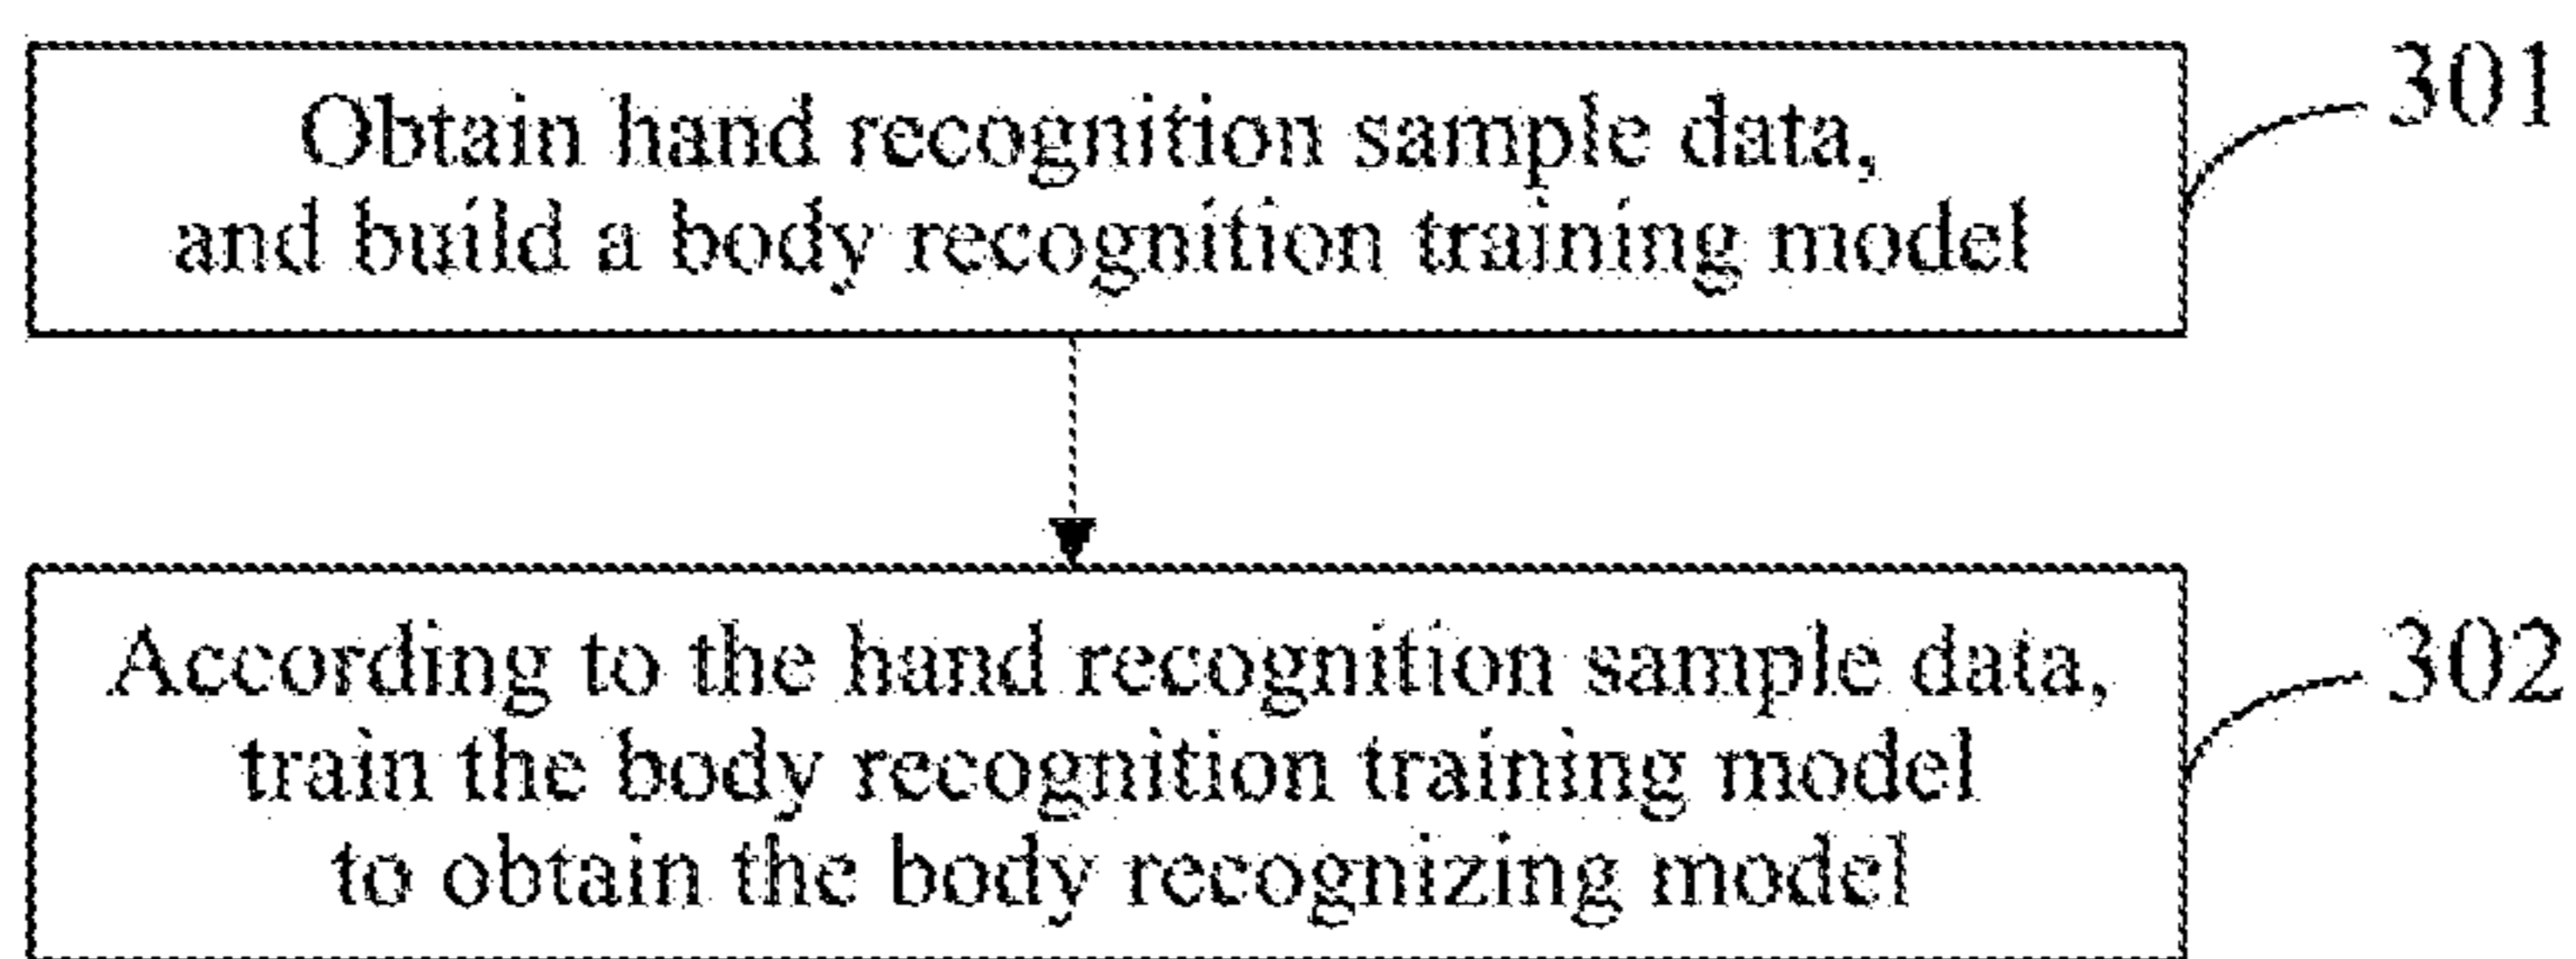 Obtain hand recognition sample data,
and build a body recognition training model
301
According to the hand recognition sample data,
train the body recognition training model
to obtain the body recognizing model
302